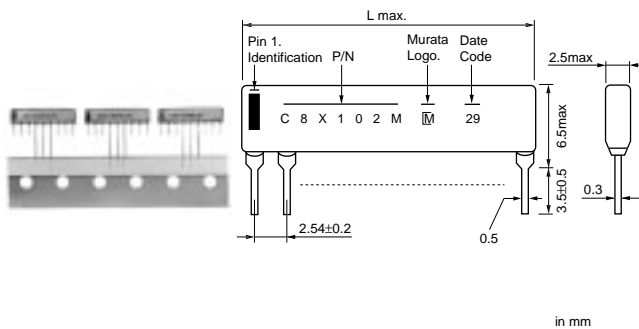 L max.
Pin 1.
Identification
P/N
Murata
Logo.
Date
Code
2.5max
C 8 X 1 0 2 M M 29
6.5max
3.5±0.5
2.54±0.2
0.5
0.3
in mm